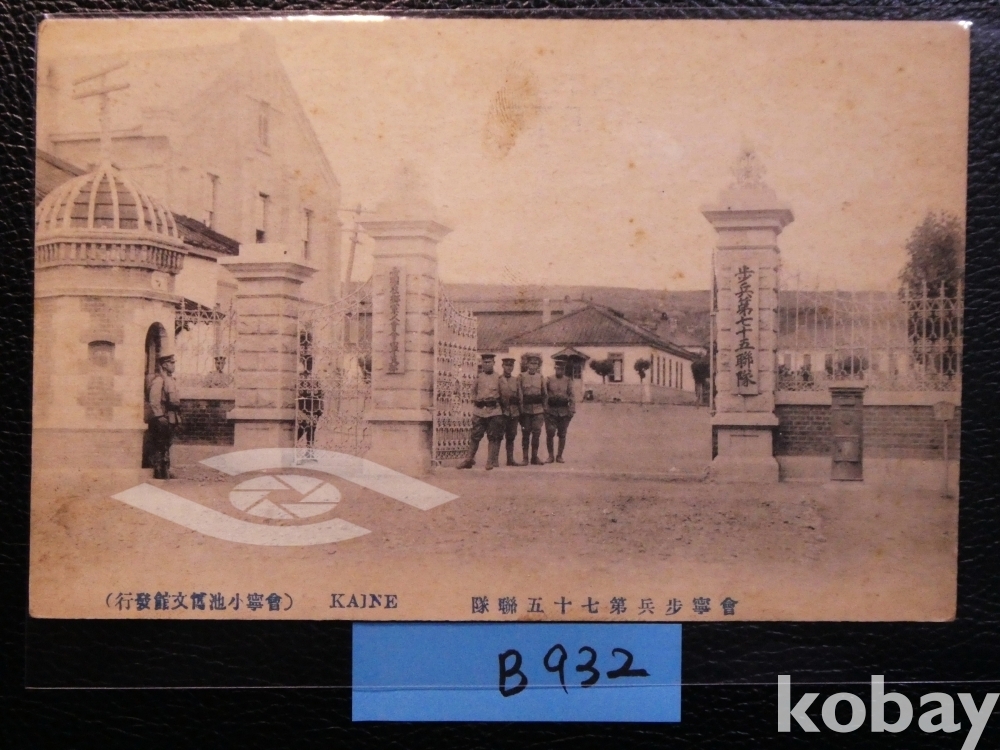 步兵第七十五聯隊
會寧步兵第七十五聯隊
KAINE
(會寧小池博文館發行)
B932
kobay